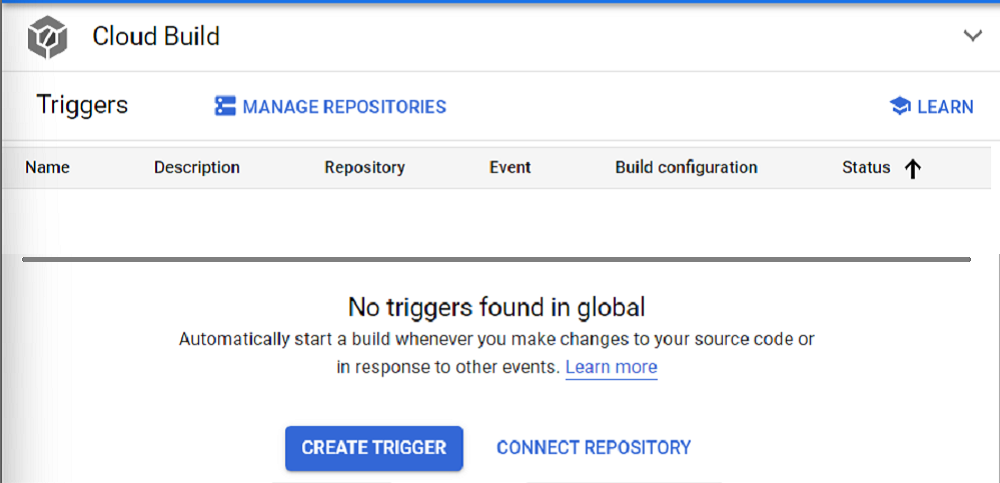 Cloud Build
Triggers MANAGE REPOSITORIES LEARN
Name Description Repository Event Build configuration Status
No triggers found in global
Automatically start a build whenever you make changes to your source code or
in response to other events. Learn more
CREATE TRIGGER CONNECT REPOSITORY